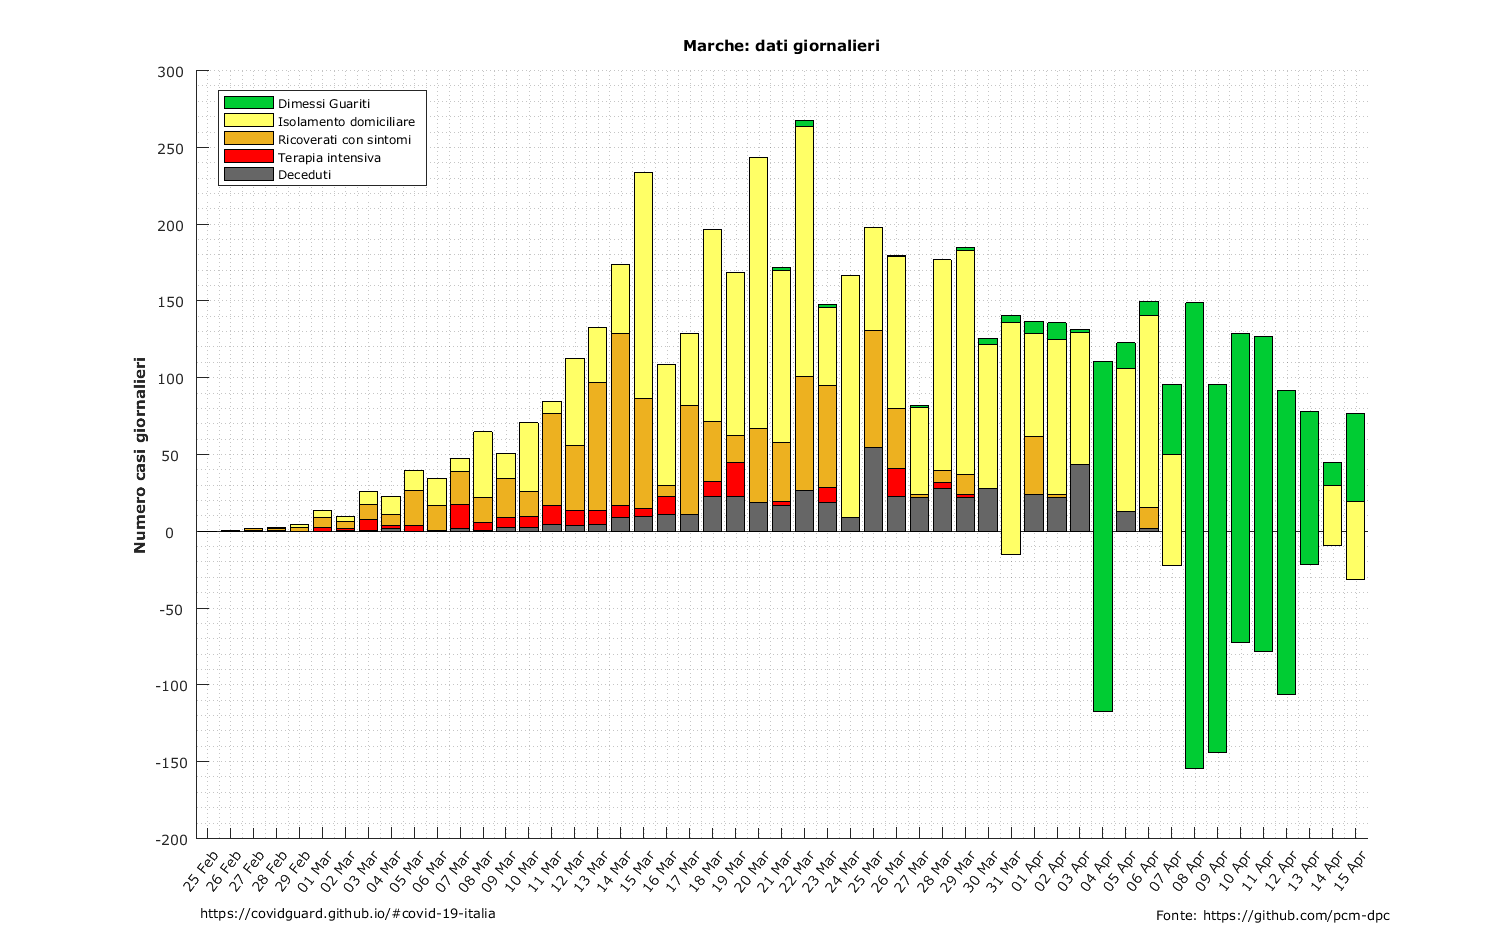 Marche: dati giornalieri
Numero casi giornalieri
300
250
200
150
100
50
0
-50
-100
-150
-200
Dimessi Guariti
Isolamento domiciliare
Ricoverati con sintomi
Terapia intensiva
Deceduti
25 Feb
26 Feb
27 Feb
28 Feb
29 Feb
01 Mar
02 Mar
03 Mar
04 Mar
05 Mar
06 Mar
07 Mar
08 Mar
09 Mar
10 Mar
11 Mar
12 Mar
13 Mar
14 Mar
15 Mar
16 Mar
17 Mar
18 Mar
19 Mar
20 Mar
21 Mar
22 Mar
23 Mar
24 Mar
25 Mar
26 Mar
27 Mar
28 Mar
29 Mar
30 Mar
31 Mar
01 Apr
02 Apr
03 Apr
04 Apr
05 Apr
06 Apr
07 Apr
08 Apr
09 Apr
10 Apr
11 Apr
12 Apr
13 Apr
14 Apr
15 Apr
https://covidguard.github.io/#covid-19-italia
Fonte: https://github.com/pcm-dpc